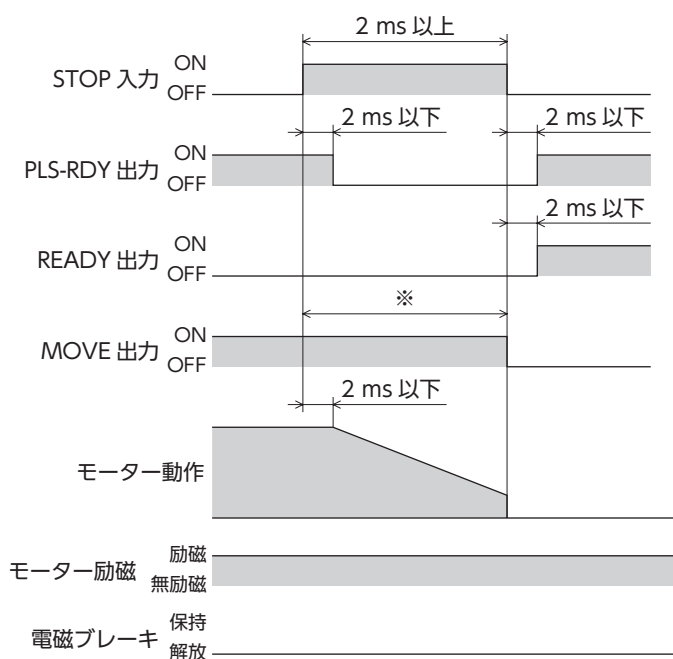 2 ms 以上
STOP 入力 ON
OFF
2 ms 以下 2 ms 以下
PLS-RDY 出力 ON
OFF
2 ms 以下
READY 出力 ON
OFF
※
MOVE 出力 ON
OFF
2 ms 以下
モーター動作
モーター励磁 励磁
無励磁
電磁ブレーキ 保持
解放